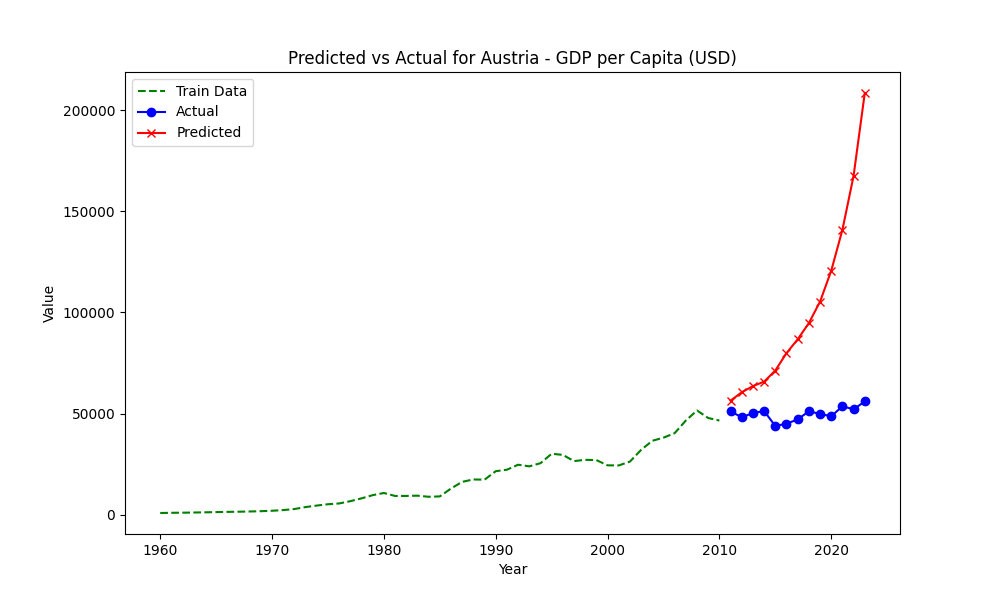 Predicted vs Actual for Austria - GDP per Capita (USD)
Train Data
Actual
Predicted
200000
150000
100000
50000
0
Value
1960 1970 1980 1990 2000 2010 2020
Year